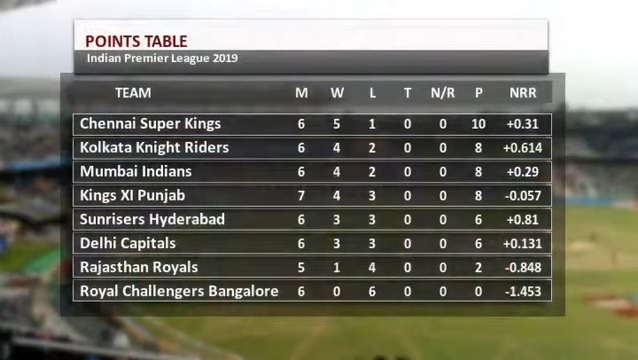 POINTS TABLE
Indian Premier League 2019
TEAM M W L T N/R P NRR
Chennai Super Kings 6 5 1 0 0 10 +0.31
Kolkata Knight Riders 6 4 2 0 0 8 +0.614
Mumbai Indians 6 4 2 0 0 8 +0.29
Kings XI Punjab 7 4 3 0 0 8 -0.057
Sunrisers Hyderabad 6 3 3 0 0 6 +0.81
Delhi Capitals 6 3 3 0 0 6 +0.131
Rajasthan Royals 5 1 4 0 0 2 -0.848
Royal Challengers Bangalore 6 0 6 0 0 0 -1.453